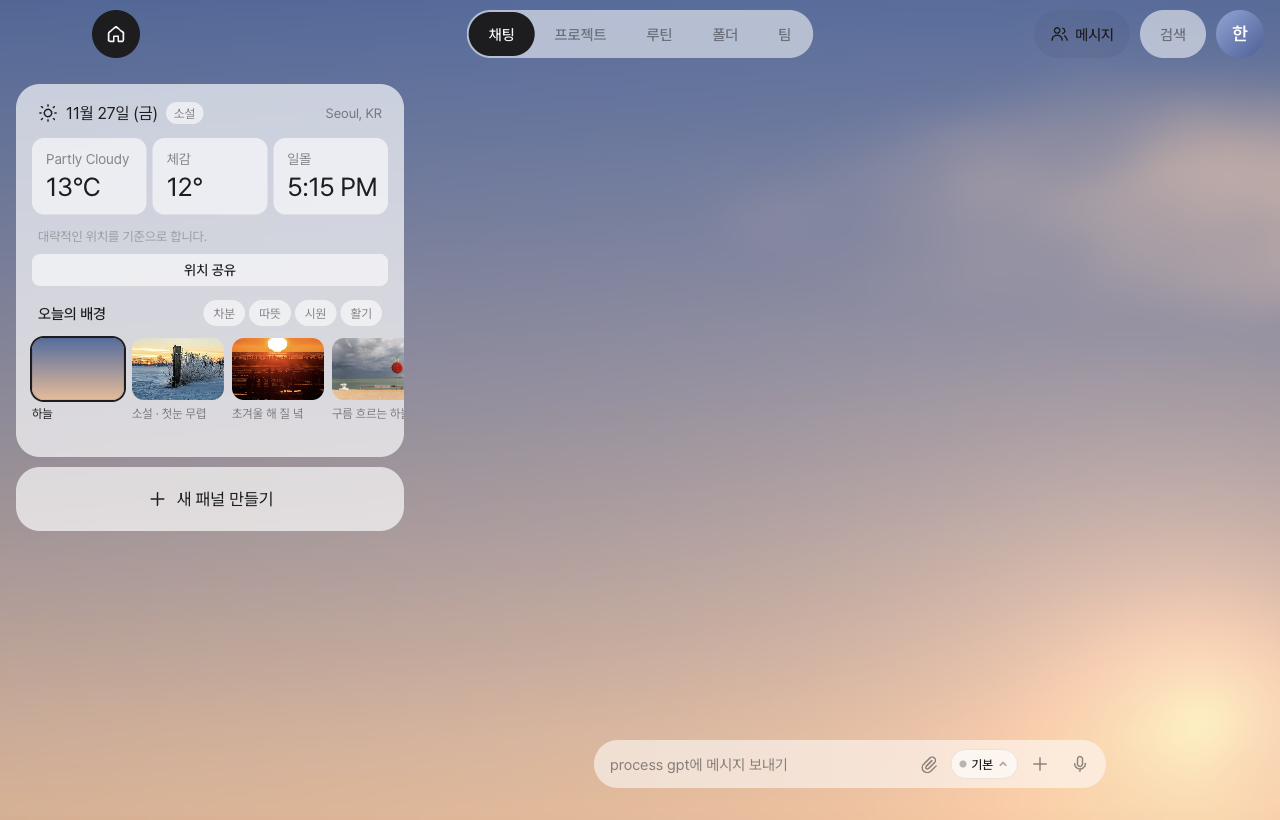 채팅
프로젝트
루틴
폴더
팀
메시지
검색
한
11월 27일 (금)
소설
Seoul, KR
Partly Cloudy
13°C
체감
12°
일몰
5:15 PM
대략적인 위치를 기준으로 합니다.
위치 공유
오늘의 배경
차분
따뜻
시원
활기
하늘
소설 · 첫눈 무렵
초겨울 해 질 녘
구름 흐르는
새 패널 만들기
process gpt에 메시지 보내기
기본